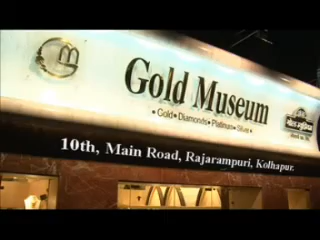 Gold Museum
•Gold•Diamonds•Platinum•Silver•
10th, Main Road, Rajarampuri, Kolhapur.